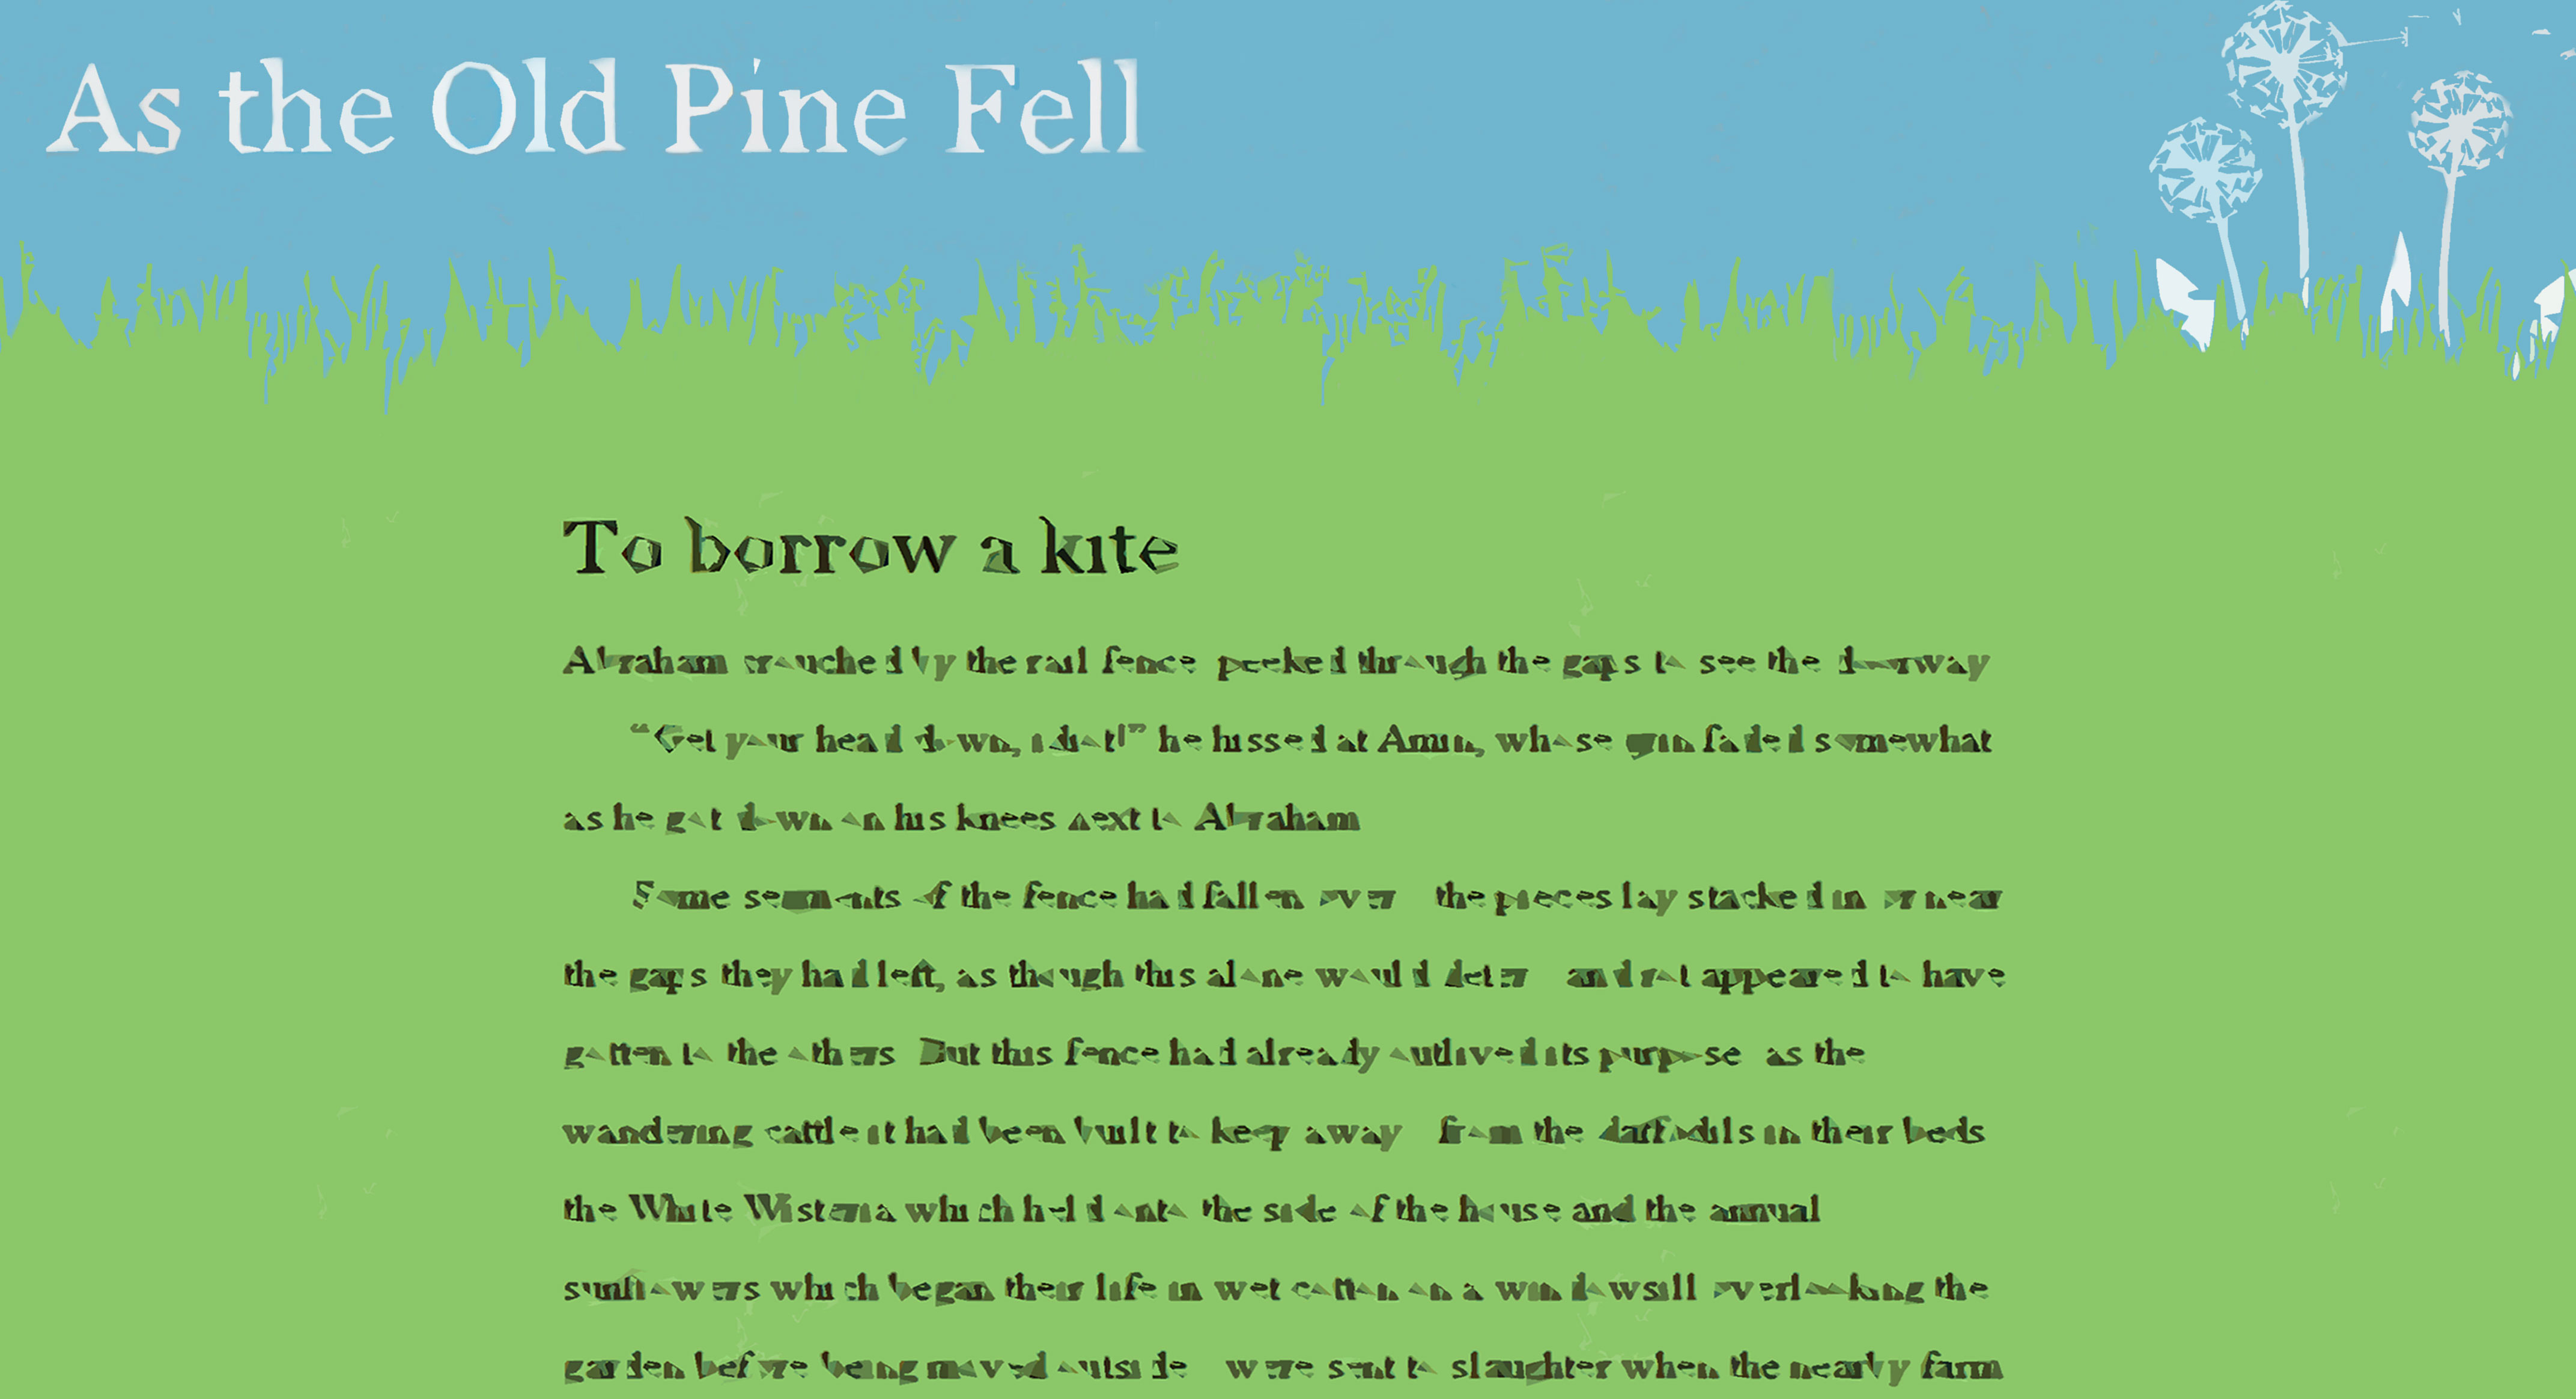 As the Old Pine Fell
To borrow a kite
Abraham crouched by the rail fence peeked through the gaps to see the doorway
“Get your head down, idiot!” he hissed at Amin, whose grin faded somewhat
as he got down on his knees next to Abraham
Some segments of the fence had fallen over the pieces lay stacked in or near
the gaps they had left, as though this alone would deter and rot appeared to have
gotten to the others But this fence had already outlived its purpose as the
wandering cattle it had been built to keep away from the daffodils in their beds
the White Wisteria which held onto the side of the house and the annual
sunflowers which began their life in wet cotton on a windowsill overlooking the
garden before being moved outside were sent to slaughter when the nearby farm